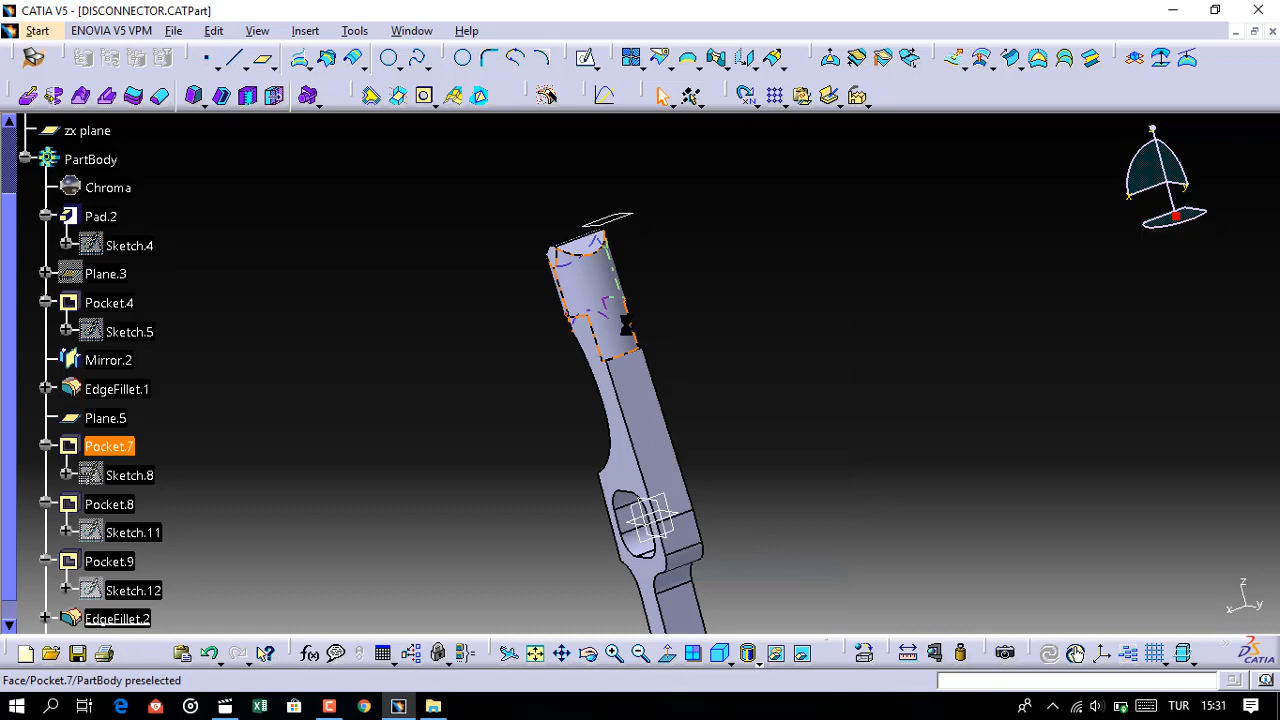 CATIA V5 - [DISCONNECTOR.CATPart]
Start ENOVIA V5 VPM File Edit View Insert Tools Window Help
zx plane
PartBody
Chroma
Pad.2
Sketch.4
Plane.3
Pocket.4
Sketch.5
Mirror.2
EdgeFillet.1
Plane.5
Pocket.7
Sketch.8
Pocket.8
Sketch.11
Pocket.9
Sketch.12
EdgeFillet.2
x
y
z
x
y
f(x)
CATIA
Face/Pocket.7/PartBody preselected
TUR 15:31